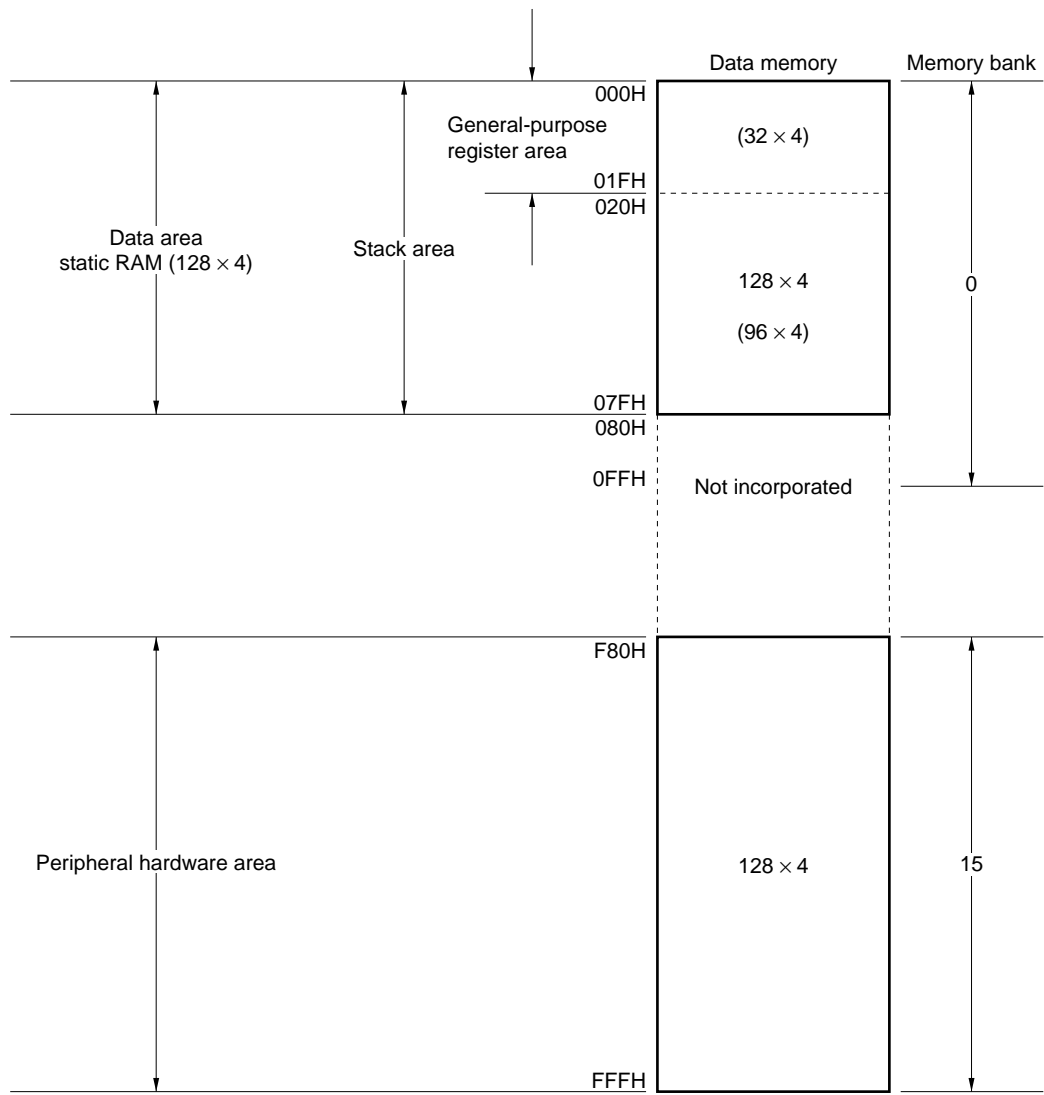 Data memory
Memory bank
000H
General-purpose
register area
(32 × 4)
01FH
020H
Data area
static RAM (128 × 4)
Stack area
128 × 4
0
(96 × 4)
07FH
080H
0FFH
Not incorporated
F80H
Peripheral hardware area
128 × 4
15
FFFH